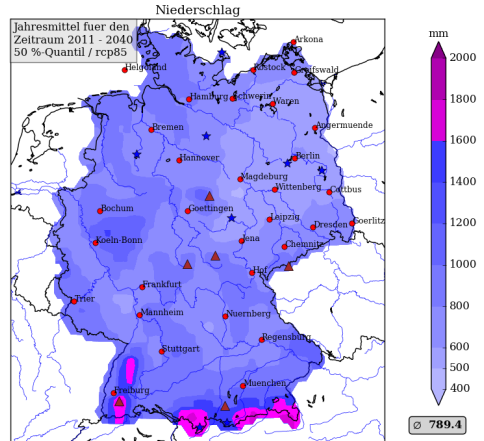 Niederschlag
Jahresmittel fuer den
Zeitraum 2011 - 2040
50 %-Quantil / rcp85
Arkona
Helgoland
Rostock
Greifswald
Hamburg
Schwerin
Waren
Bremen
Angermuende
Hannover
Berlin
Magdeburg
Wittenberg
Cottbus
Bochum
Goettingen
Leipzig
Dresden
Goerlitz
Koeln-Bonn
Jena
Chemnitz
Hof
Frankfurt
Trier
Mannheim
Nuernberg
Regensburg
Stuttgart
Freiburg
Muenchen
mm
2000
1800
1600
1400
1200
1000
800
600
500
400
∅ 789.4